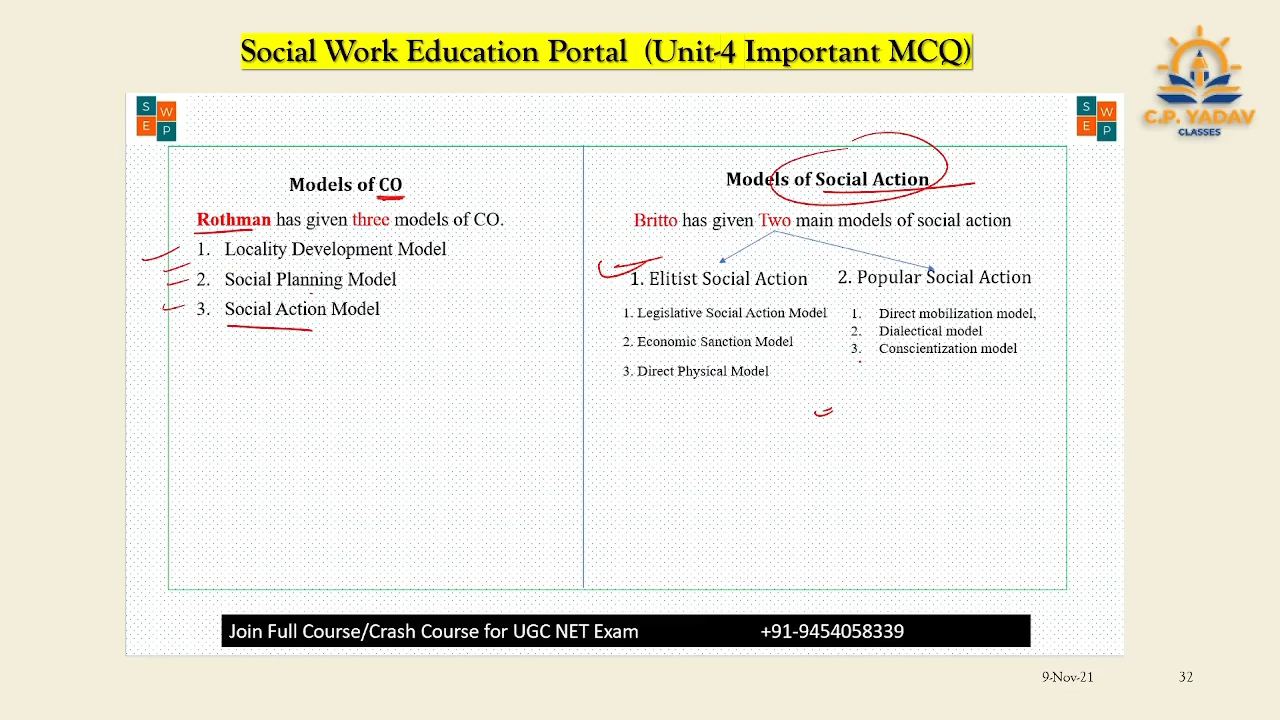 Social Work Education Portal (Unit-4 Important MCQ)
C.P. YADAV
CLASSES
S W
E P
S W
E P
Models of CO
Rothman has given three models of CO.
1. Locality Development Model
2. Social Planning Model
3. Social Action Model
Models of Social Action
Britto has given Two main models of social action
1. Elitist Social Action
1. Legislative Social Action Model
2. Economic Sanction Model
3. Direct Physical Model
2. Popular Social Action
1. Direct mobilization model,
2. Dialectical model
3. Conscientization model
Join Full Course/Crash Course for UGC NET Exam +91-9454058339
9-Nov-21 32